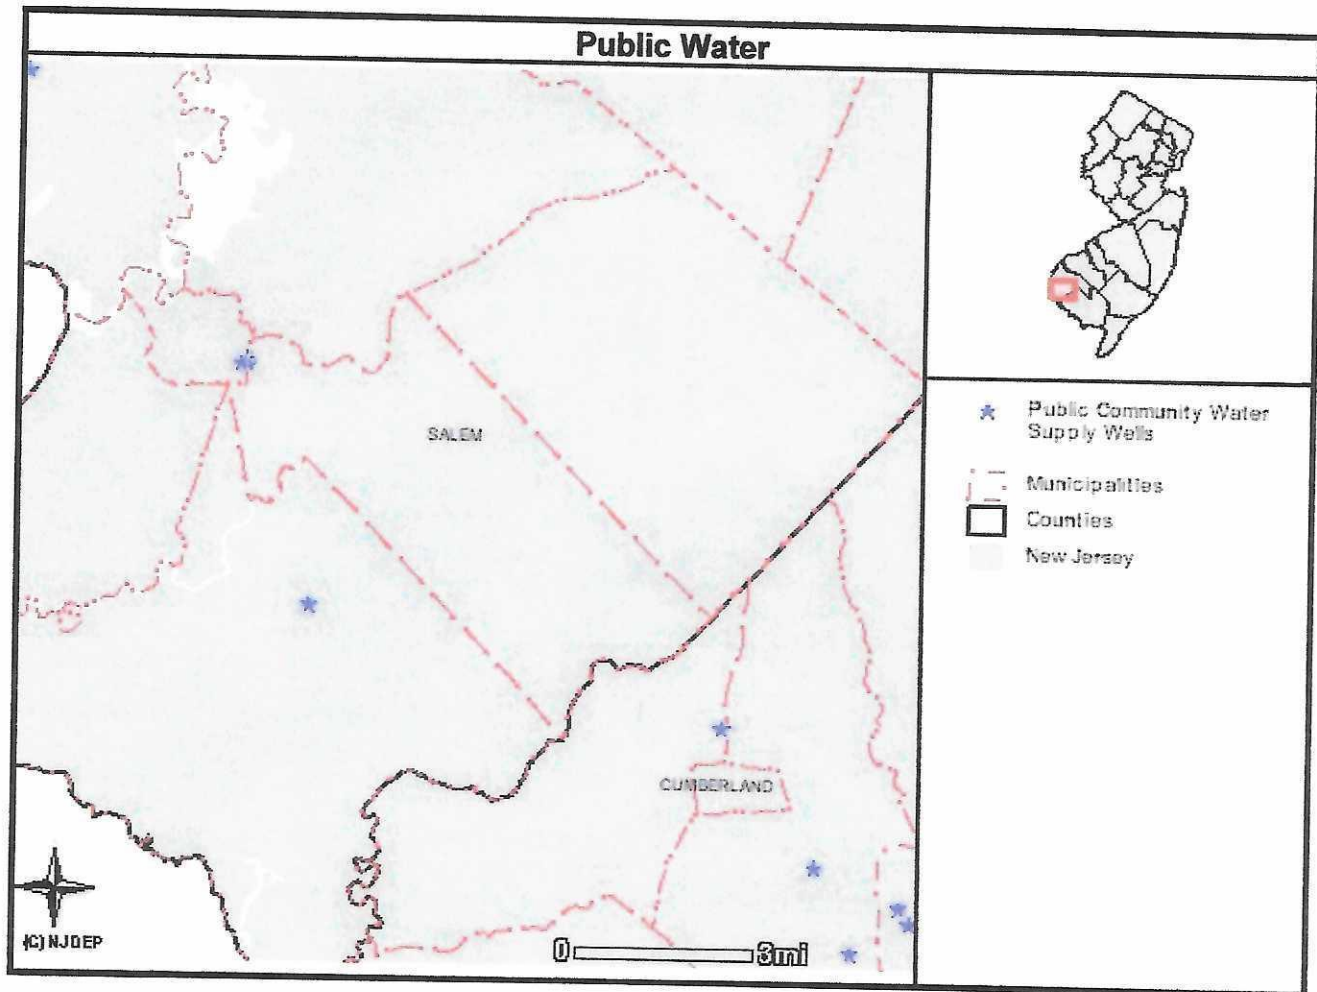 Public Water
SALEM
CUMBERLAND
(C) NJDEP
0 3mi
Public Community Water
Supply Wells
Municipalities
Counties
New Jersey